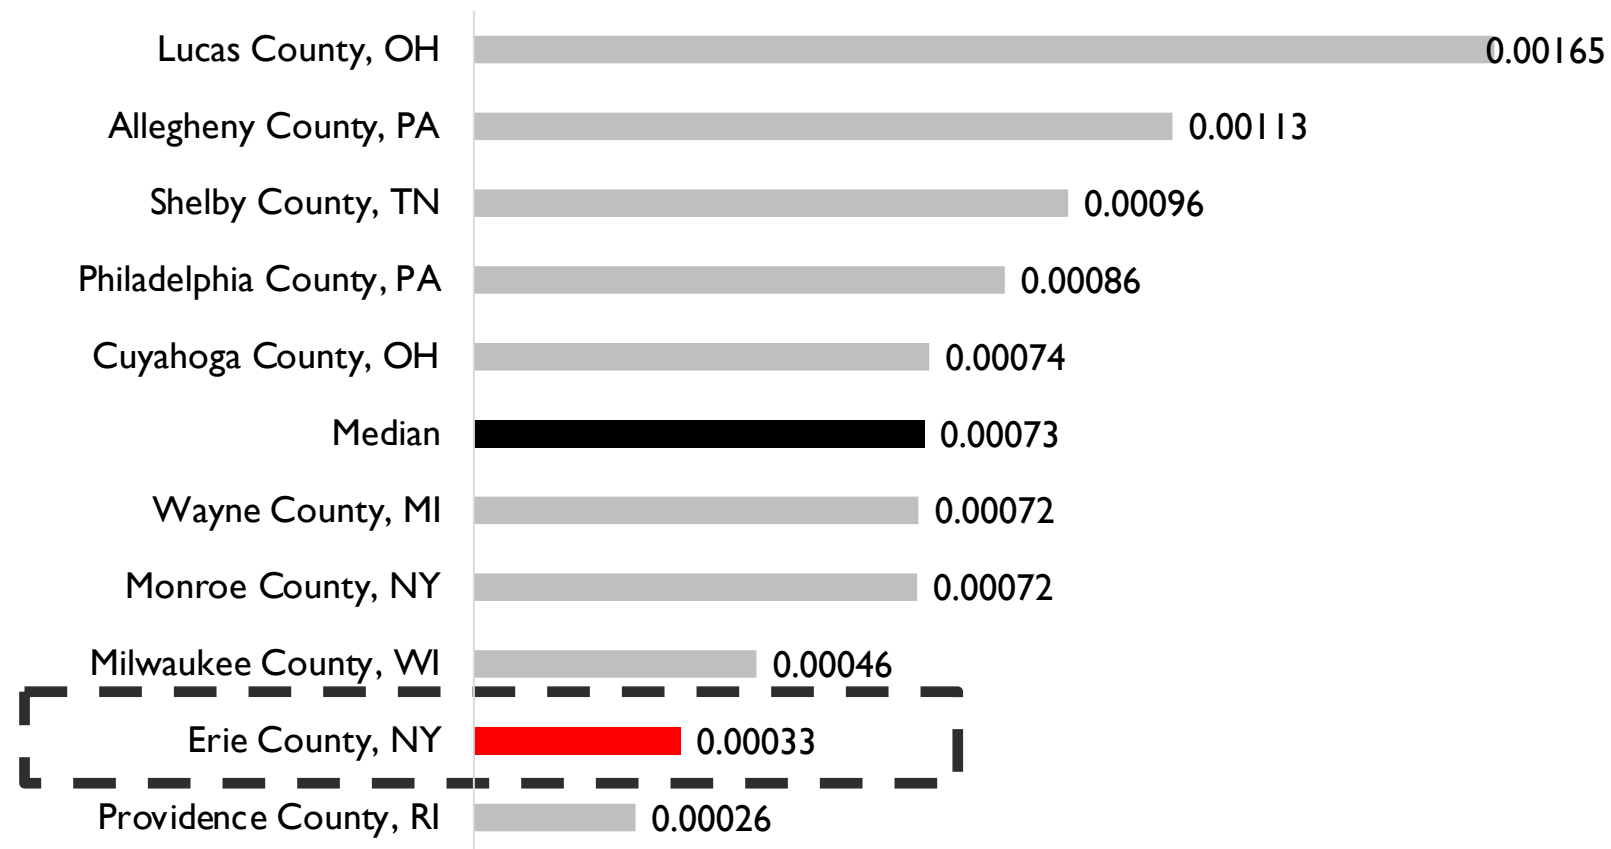 Lucas County, OH 0.00165
Allegheny County, PA 0.00113
Shelby County, TN 0.00096
Philadelphia County, PA 0.00086
Cuyahoga County, OH 0.00074
Median 0.00073
Wayne County, MI 0.00072
Monroe County, NY 0.00072
Milwaukee County, WI 0.00046
Erie County, NY 0.00033
Providence County, RI 0.00026